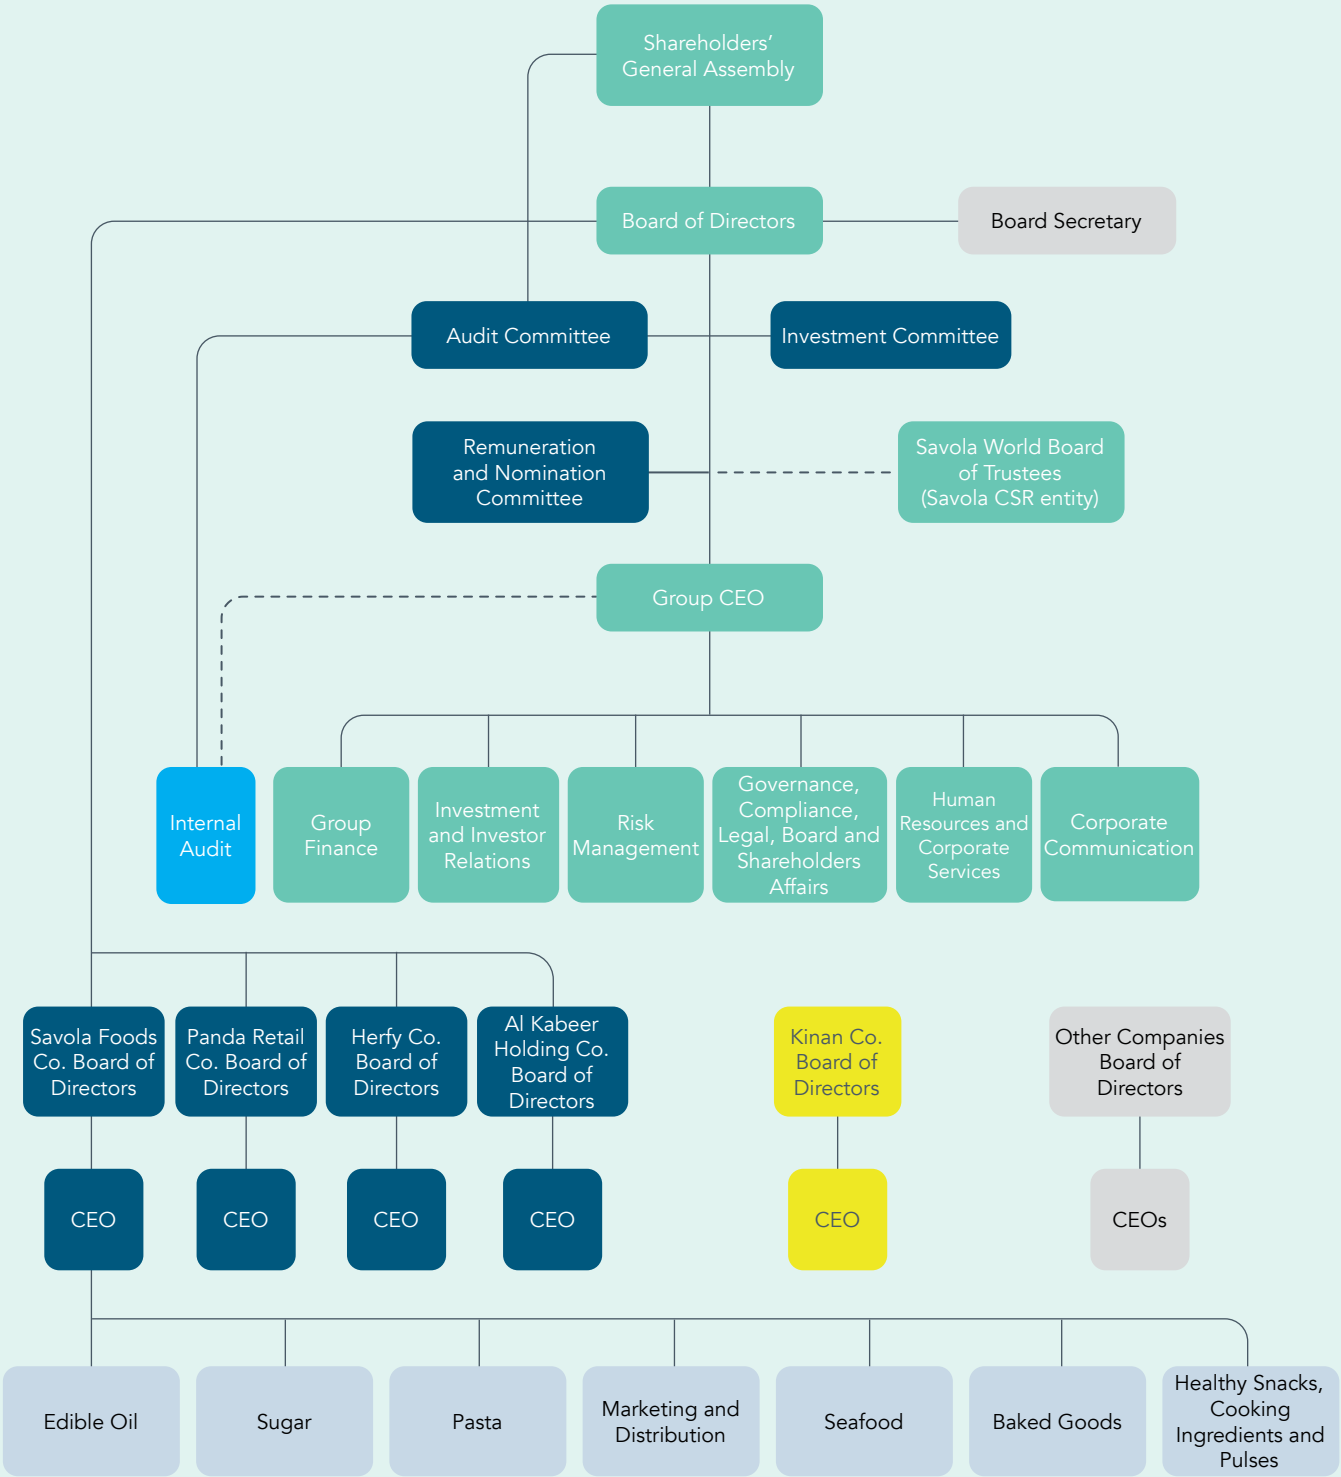 Shareholders'
General Assembly
Board of Directors
Board Secretary
Audit Committee
Investment Committee
Remuneration
and Nomination
Committee
Savola World Board
of Trustees
(Savola CSR entity)
Group CEO
Internal
Audit
Group
Finance
Investment
and Investor
Relations
Risk
Management
Governance,
Compliance,
Legal, Board and
Shareholders
Affairs
Human
Resources and
Corporate
Services
Corporate
Communication
Savola Foods
Co. Board of
Directors
Panda Retail
Co. Board of
Directors
Herfy Co.
Board of
Directors
Al Kabeer
Holding Co.
Board of
Directors
Kinan Co.
Board of
Directors
Other Companies
Board of
Directors
CEO
CEO
CEO
CEO
CEO
CEOs
Edible Oil
Sugar
Pasta
Marketing and
Distribution
Seafood
Baked Goods
Healthy Snacks,
Cooking
Ingredients and
Pulses